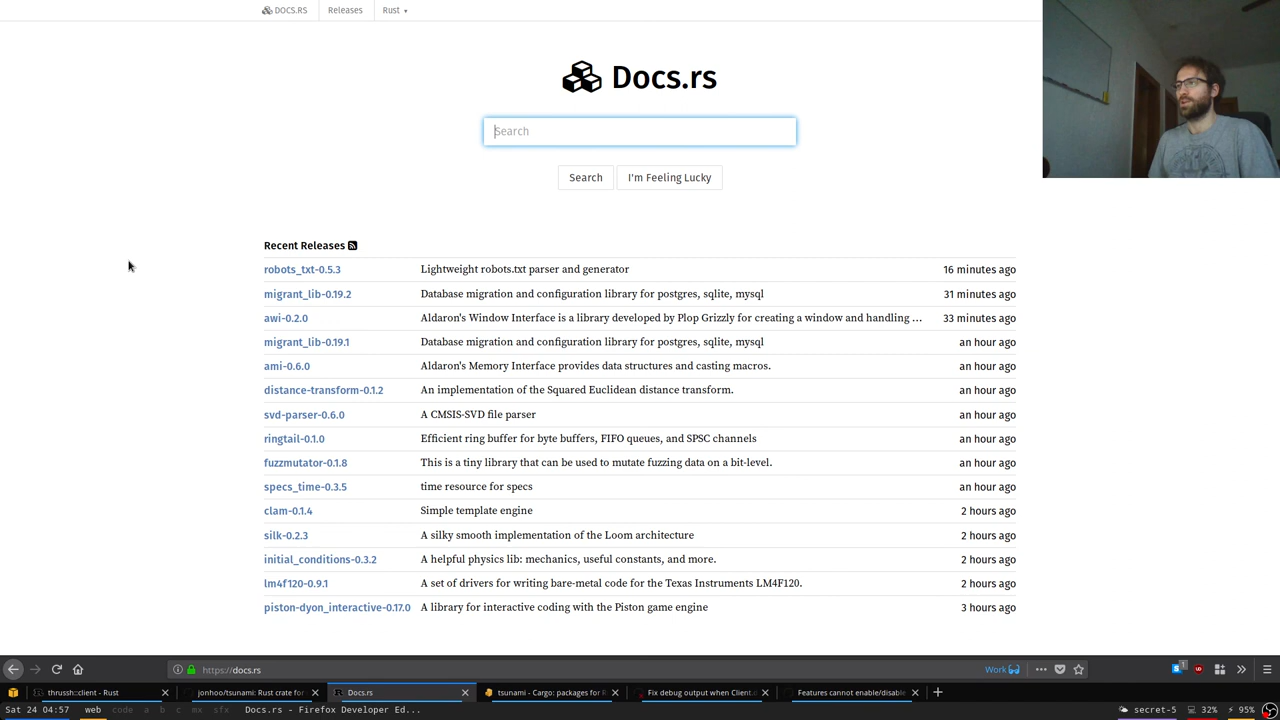 DOCS.RS Releases Rust
Docs.rs
Search
Search I'm Feeling Lucky
Recent Releases
robots_txt-0.5.3 Lightweight robots.txt parser and generator 16 minutes ago
migrant_lib-0.19.2 Database migration and configuration library for postgres, sqlite, mysql 31 minutes ago
awi-0.2.0 Aldaron's Window Interface is a library developed by Plop Grizzly for creating a window and handling ... 33 minutes ago
migrant_lib-0.19.1 Database migration and configuration library for postgres, sqlite, mysql an hour ago
ami-0.6.0 Aldaron's Memory Interface provides data structures and casting macros. an hour ago
distance-transform-0.1.2 An implementation of the Squared Euclidean distance transform. an hour ago
svd-parser-0.6.0 A CMSIS-SVD file parser an hour ago
ringtail-0.1.0 Efficient ring buffer for byte buffers, FIFO queues, and SPSC channels an hour ago
fuzzmutator-0.1.8 This is a tiny library that can be used to mutate fuzzing data on a bit-level. an hour ago
specs_time-0.3.5 time resource for specs an hour ago
clam-0.1.4 Simple template engine 2 hours ago
silk-0.2.3 A silky smooth implementation of the Loom architecture 2 hours ago
initial_conditions-0.3.2 A helpful physics lib: mechanics, useful constants, and more. 2 hours ago
lm4f120-0.9.1 A set of drivers for writing bare-metal code for the Texas Instruments LM4F120. 2 hours ago
piston-dyon_interactive-0.17.0 A library for interactive coding with the Piston game engine 3 hours ago
https://docs.rs Work
thrussh::client - Rust jonhoo/tsunami: Rust crate for Docs.rs tsunami - Cargo: packages for R Fix debug output when Client.d Features cannot enable/disable
Sat 24 04:57 web code a b c mx sfx Docs.rs - Firefox Developer Ed... secret-5 32% 95%